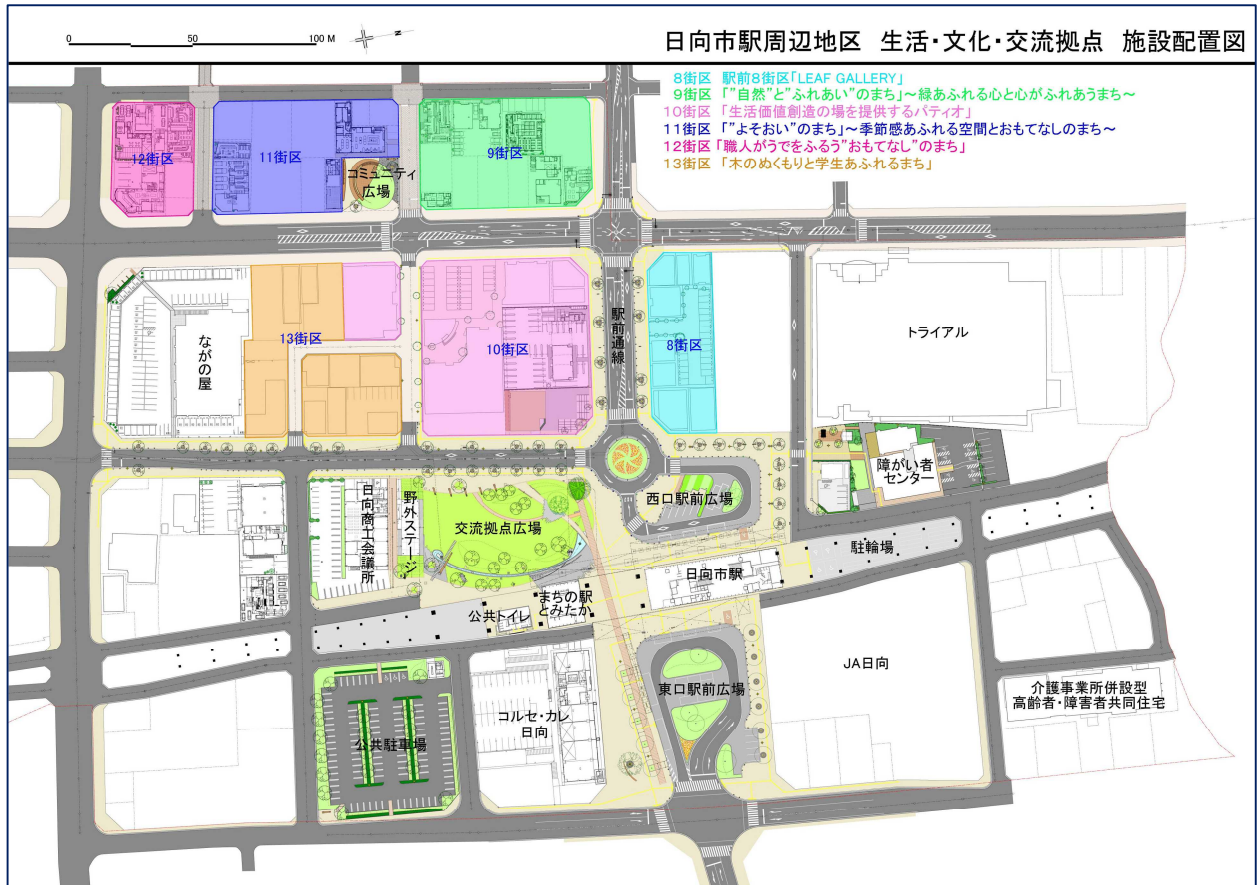 0 50 100 M
N
日向市駅周辺地区 生活・文化・交流拠点 施設配置図
8街区 駅前8街区「LEAF GALLERY」
9街区 「"自然"と"ふれあい"のまち」～緑あふれる心と心がふれあうまち～
10街区 「生活価値創造の場を提供するパティオ」
11街区 「"よそおい"のまち」～季節感あふれる空間とおもてなしのまち～
12街区 「職人がうでをふるう"おもてなし"のまち」
13街区 「木のぬくもりと学生あふれるまち」
12街区
11街区
9街区
コミュニティ
広場
ながの屋
13街区
10街区
駅前通線
8街区
トライアル
障がい者
センター
西口駅前広場
日向商工会議所
野外ステージ
交流拠点広場
駐輪場
日向市駅
まちの駅
とみたか
公共トイレ
JA日向
東口駅前広場
介護事業所併設型
高齢者・障害者共同住宅
コルセ・カレ
日向
公共駐車場